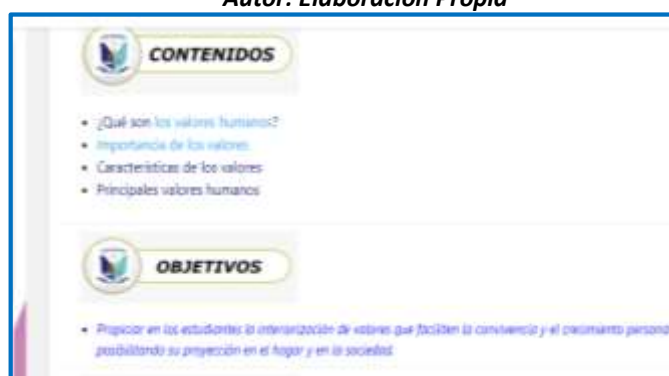 Autor: Elaboración Propia
CONTENIDOS
¿Qué son los valores humanos?
Importancia de los valores
Características de los valores
Principales valores humanos
OBJETIVOS
Propiciar en los estudiantes la interiorización de valores que faciliten la convivencia y el crecimiento personal
posibilitando su proyección en el hogar y en la sociedad.